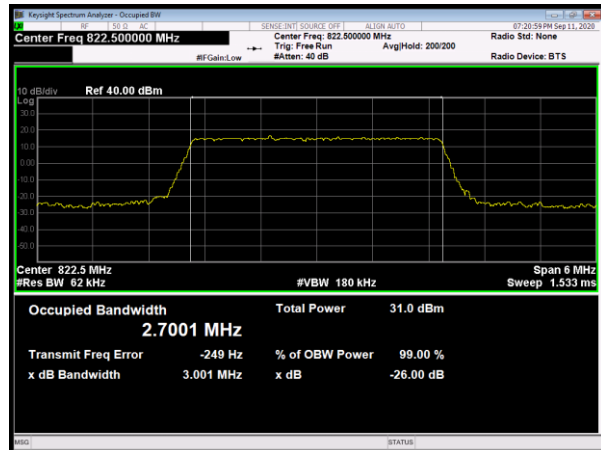 Keysight Spectrum Analyzer - Occupied BW
RF 50 Ω AC SENSE:INT SOURCE OFF ALIGN AUTO 07:20:59 PM Sep 11, 2020
Center Freq 822.500000 MHz Center Freq: 822.500000 MHz Radio Std: None
Trig: Free Run Avg|Hold: 200/200
#IFGain:Low #Atten: 40 dB Radio Device: BTS
10 dB/div Ref 40.00 dBm
Log
30.0
20.0
10.0
0.00
-10.0
-20.0
-30.0
-40.0
-50.0
Center 822.5 MHz Span 6 MHz
#Res BW 62 kHz #VBW 180 kHz Sweep 1.533 ms
Occupied Bandwidth Total Power 31.0 dBm
2.7001 MHz
Transmit Freq Error -249 Hz % of OBW Power 99.00 %
x dB Bandwidth 3.001 MHz x dB -26.00 dB
MSG STATUS